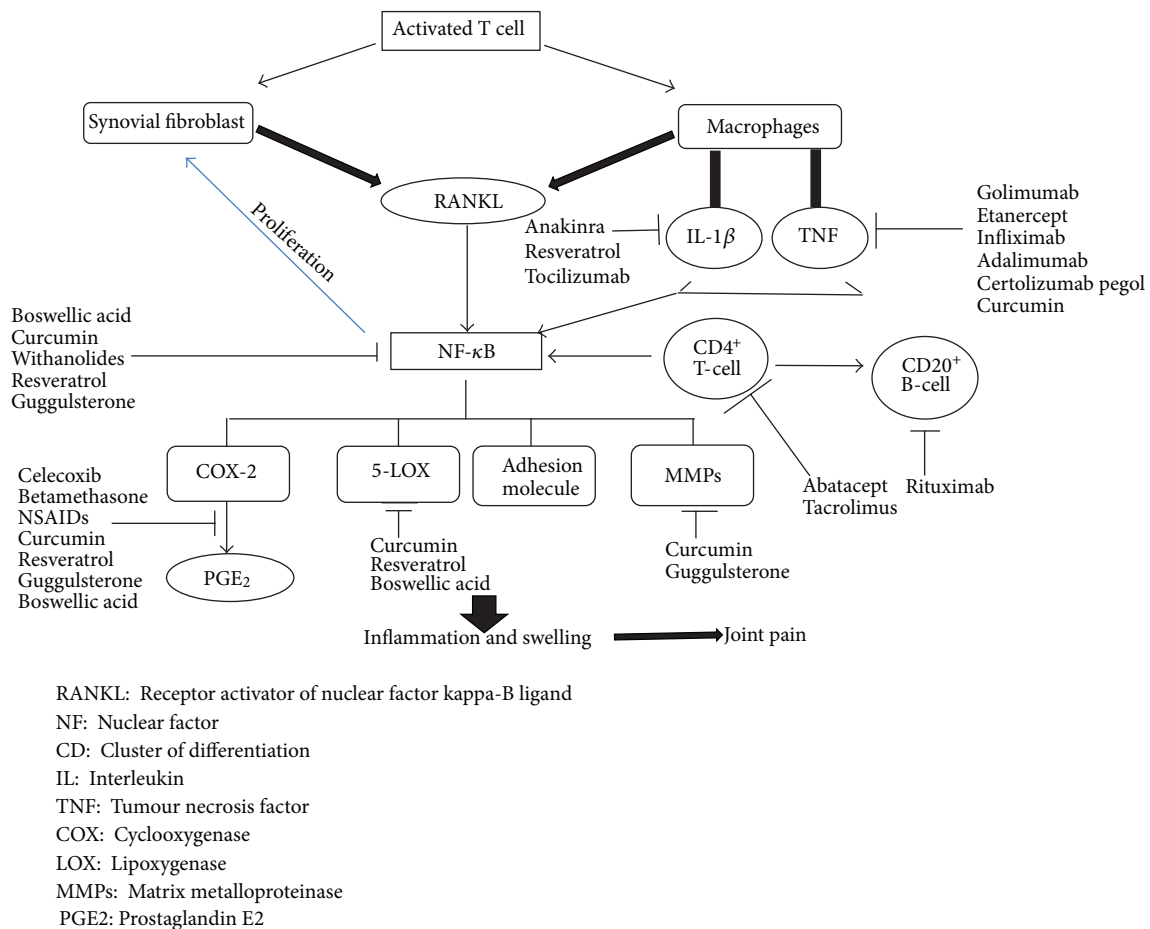 Activated T cell
Synovial fibroblast
Macrophages
RANKL
Anakinra
Resveratrol
Tocilizumab
IL-1β
TNF
Golimumab
Etanercept
Infliximab
Adalimumab
Certolizumab pegol
Curcumin
Proliferation
Boswellic acid
Curcumin
Withanolides
Resveratrol
Guggulsterone
NF-κB
CD4+
T-cell
CD20+
B-cell
COX-2
5-LOX
Adhesion
molecule
MMPs
Abatacept
Tacrolimus
Rituximab
Celecoxib
Betamethasone
NSAIDs
Curcumin
Resveratrol
Guggulsterone
Boswellic acid
PGE2
Curcumin
Resveratrol
Boswellic acid
Curcumin
Guggulsterone
Inflammation and swelling
Joint pain
RANKL: Receptor activator of nuclear factor kappa-B ligand
NF: Nuclear factor
CD: Cluster of differentiation
IL: Interleukin
TNF: Tumour necrosis factor
COX: Cyclooxygenase
LOX: Lipoxygenase
MMPs: Matrix metalloproteinase
PGE2: Prostaglandin E2